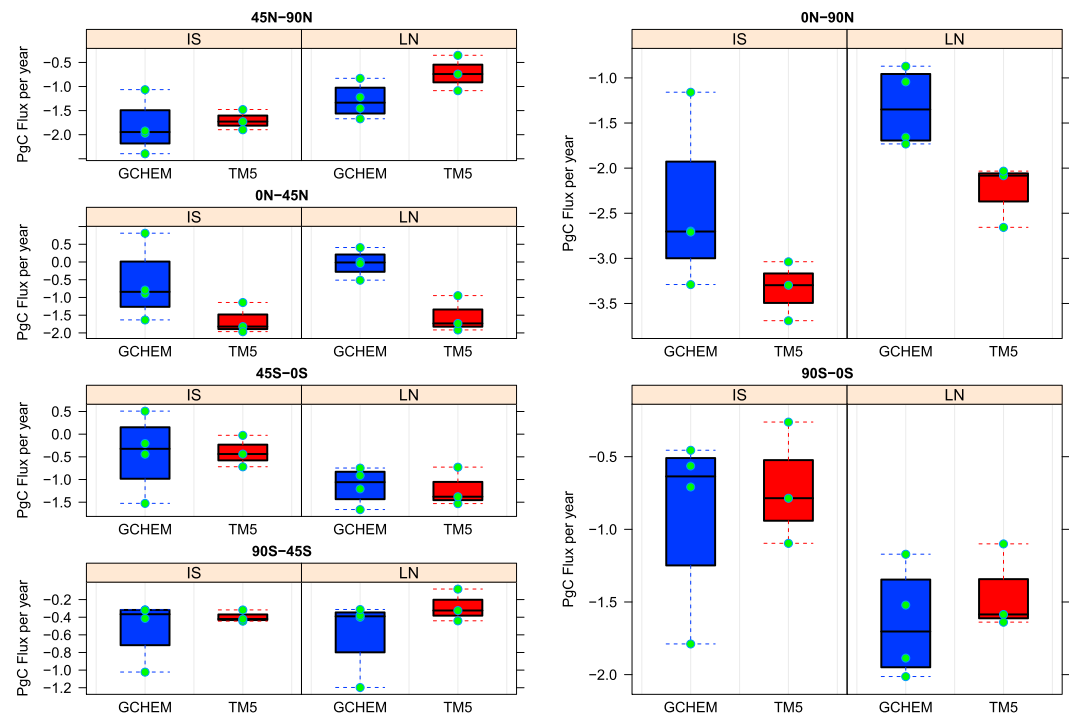 45N−90N
IS LN
PgC Flux per year
−0.5
−1.0
−1.5
−2.0
GCHEM TM5 GCHEM TM5
0N−45N
IS LN
PgC Flux per year
0.5
0.0
−0.5
−1.0
−1.5
−2.0
GCHEM TM5 GCHEM TM5
45S−0S
IS LN
PgC Flux per year
0.5
0.0
−0.5
−1.0
−1.5
GCHEM TM5 GCHEM TM5
90S−45S
IS LN
PgC Flux per year
−0.2
−0.4
−0.6
−0.8
−1.0
−1.2
GCHEM TM5 GCHEM TM5
0N−90N
IS LN
PgC Flux per year
−1.0
−1.5
−2.0
−2.5
−3.0
−3.5
GCHEM TM5 GCHEM TM5
90S−0S
IS LN
PgC Flux per year
−0.5
−1.0
−1.5
−2.0
GCHEM TM5 GCHEM TM5